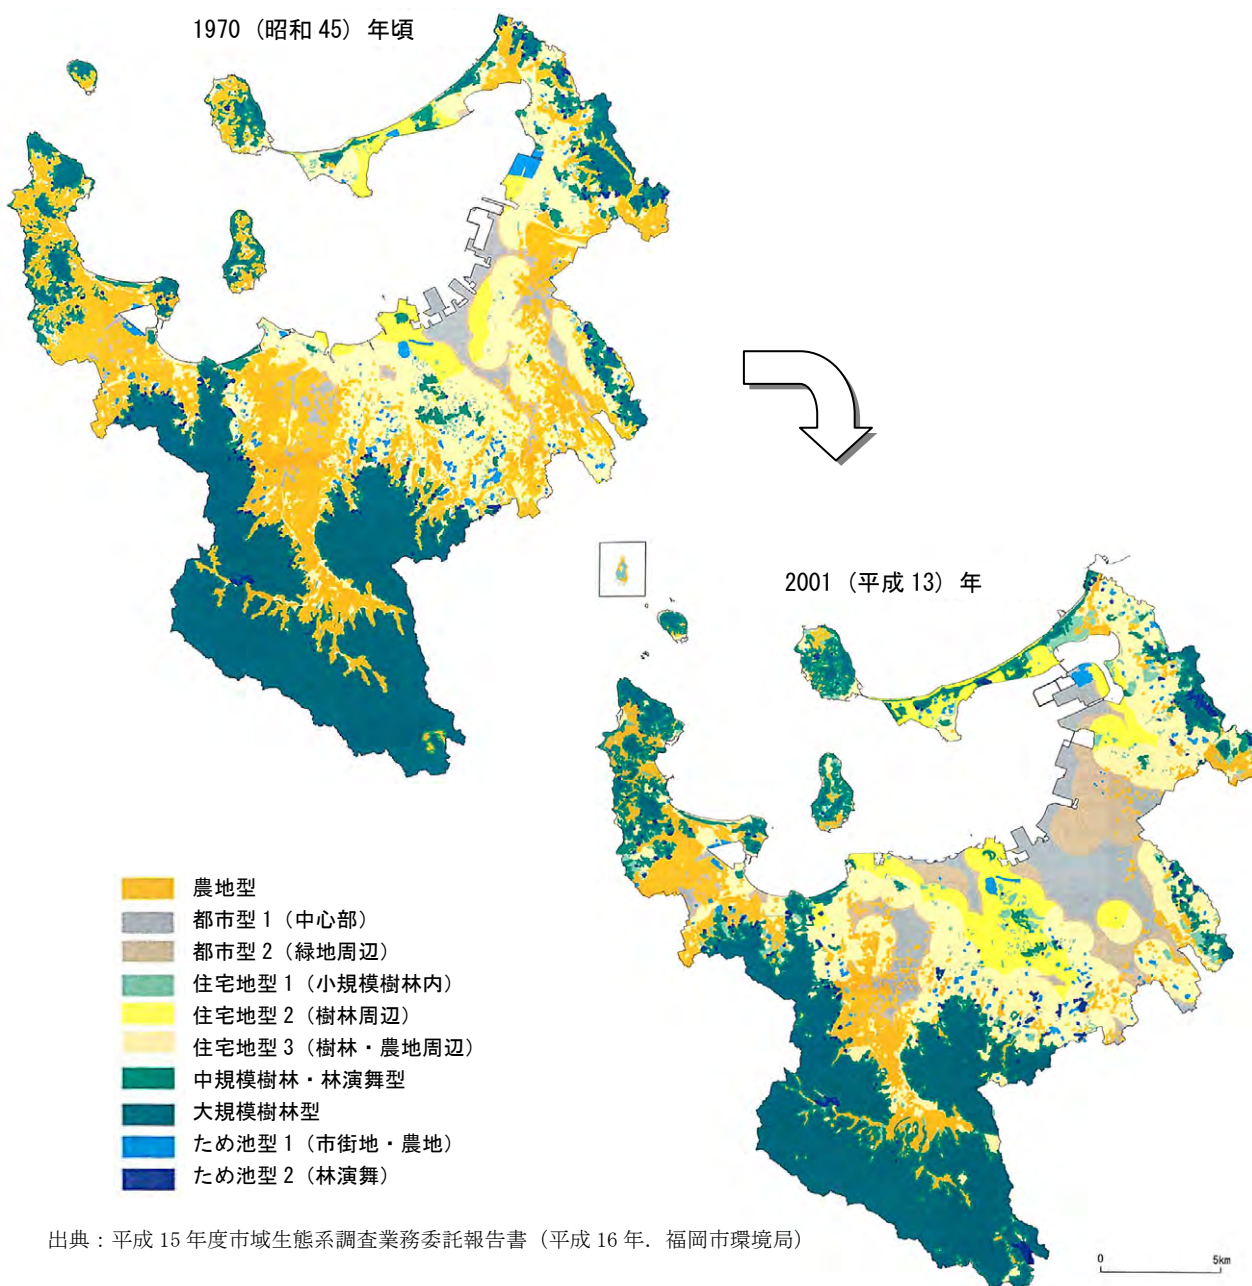 1970（昭和 45）年頃
2001（平成 13）年
農地型
都市型 1（中心部）
都市型 2（緑地周辺）
住宅地型 1（小規模樹林内）
住宅地型 2（樹林周辺）
住宅地型 3（樹林・農地周辺）
中規模樹林・林演舞型
大規模樹林型
ため池型 1（市街地・農地）
ため池型 2（林演舞）
出典：平成 15 年度市域生態系調査業務委託報告書（平成 16 年．福岡市環境局）
0 5km